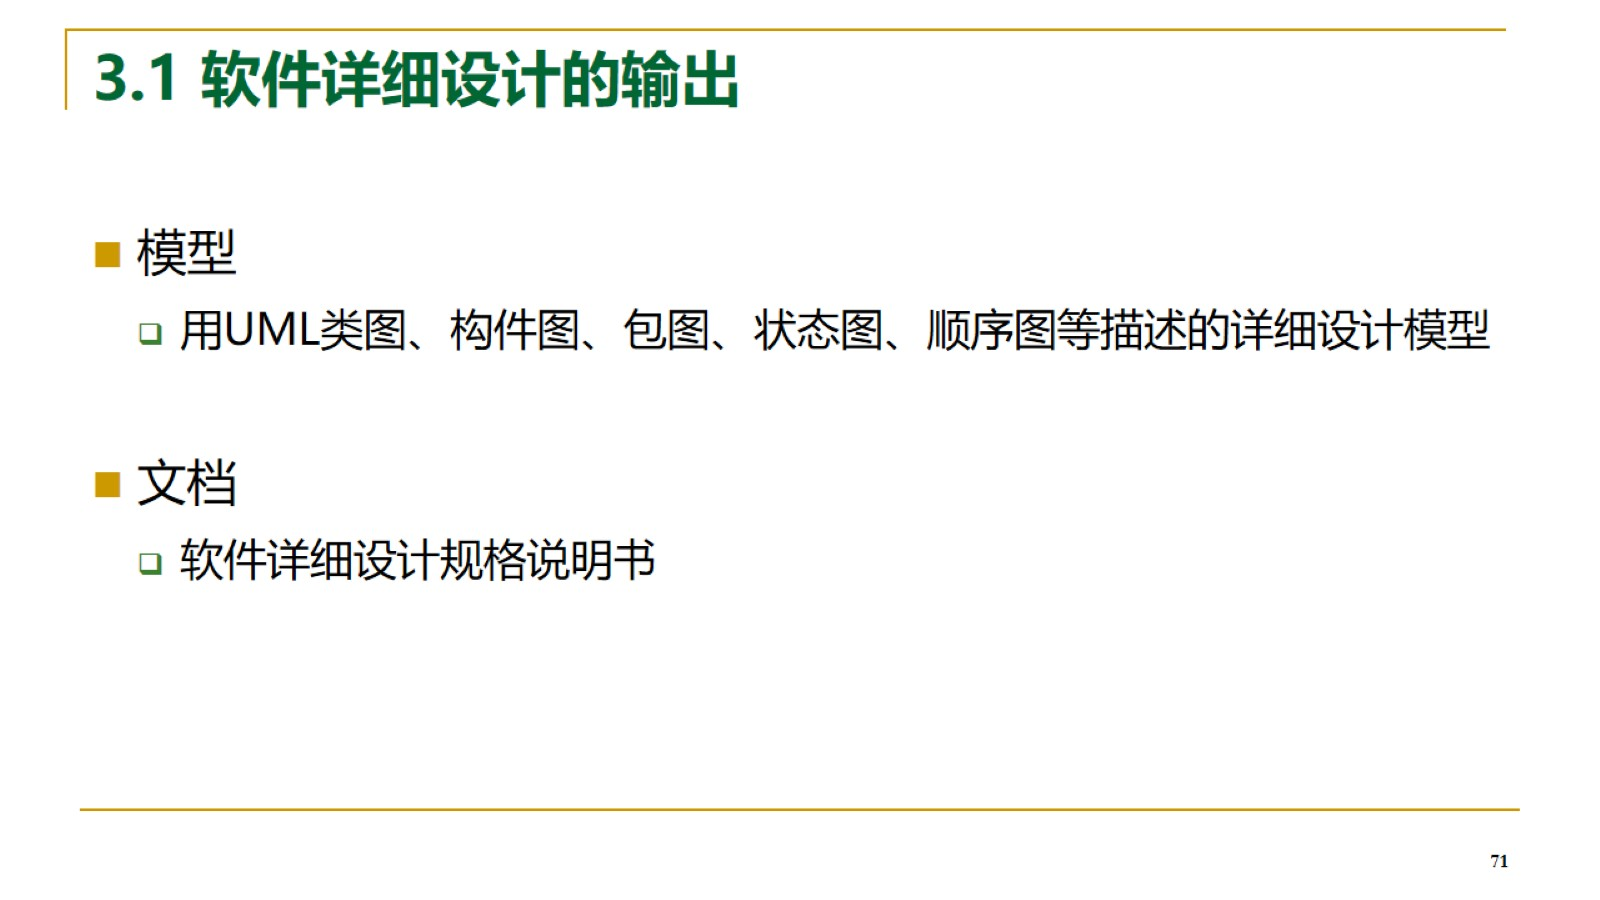 3.1 软件详细设计的输出
模型
用UML类图、构件图、包图、状态图、顺序图等描述的详细设计模型
文档
软件详细设计规格说明书
71